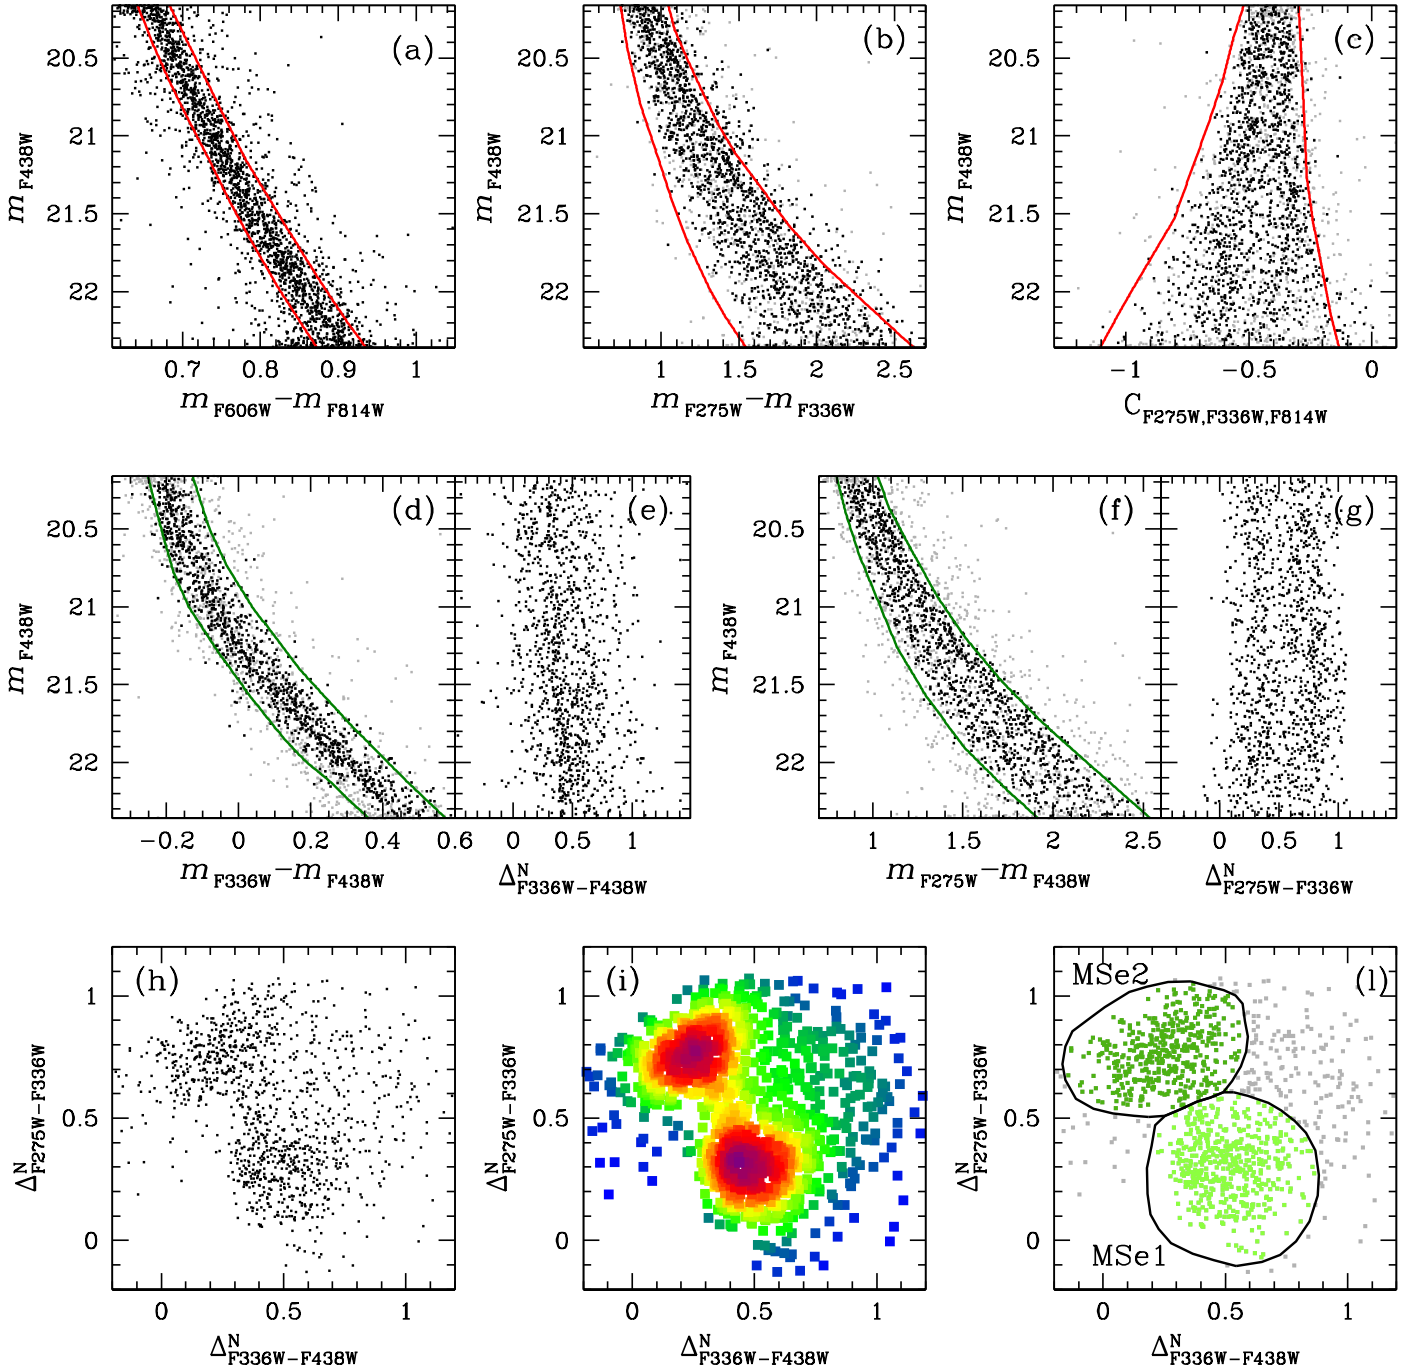 (a)
20.5
21
21.5
22
m F438W
0.7 0.8 0.9 1
m F606W−m F814W
(b)
20.5
21
21.5
22
m F438W
1 1.5 2 2.5
m F275W−m F336W
(c)
20.5
21
21.5
22
m F438W
−1 −0.5 0
C F275W,F336W,F814W
(d)
20.5
21
21.5
22
m F438W
−0.2 0 0.2 0.4 0.6
m F336W−m F438W
(e)
0 0.5 1
Δ N F336W−F438W
(f)
20.5
21
21.5
22
m F438W
1 1.5 2 2.5
m F275W−m F438W
(g)
0 0.5 1
Δ N F275W−F336W
(h)
1
0.5
0
Δ N F275W−F336W
0 0.5 1
Δ N F336W−F438W
(i)
1
0.5
0
Δ N F275W−F336W
0 0.5 1
Δ N F336W−F438W
MSe2 (l)
1
0.5
0
MSe1
Δ N F275W−F336W
0 0.5 1
Δ N F336W−F438W